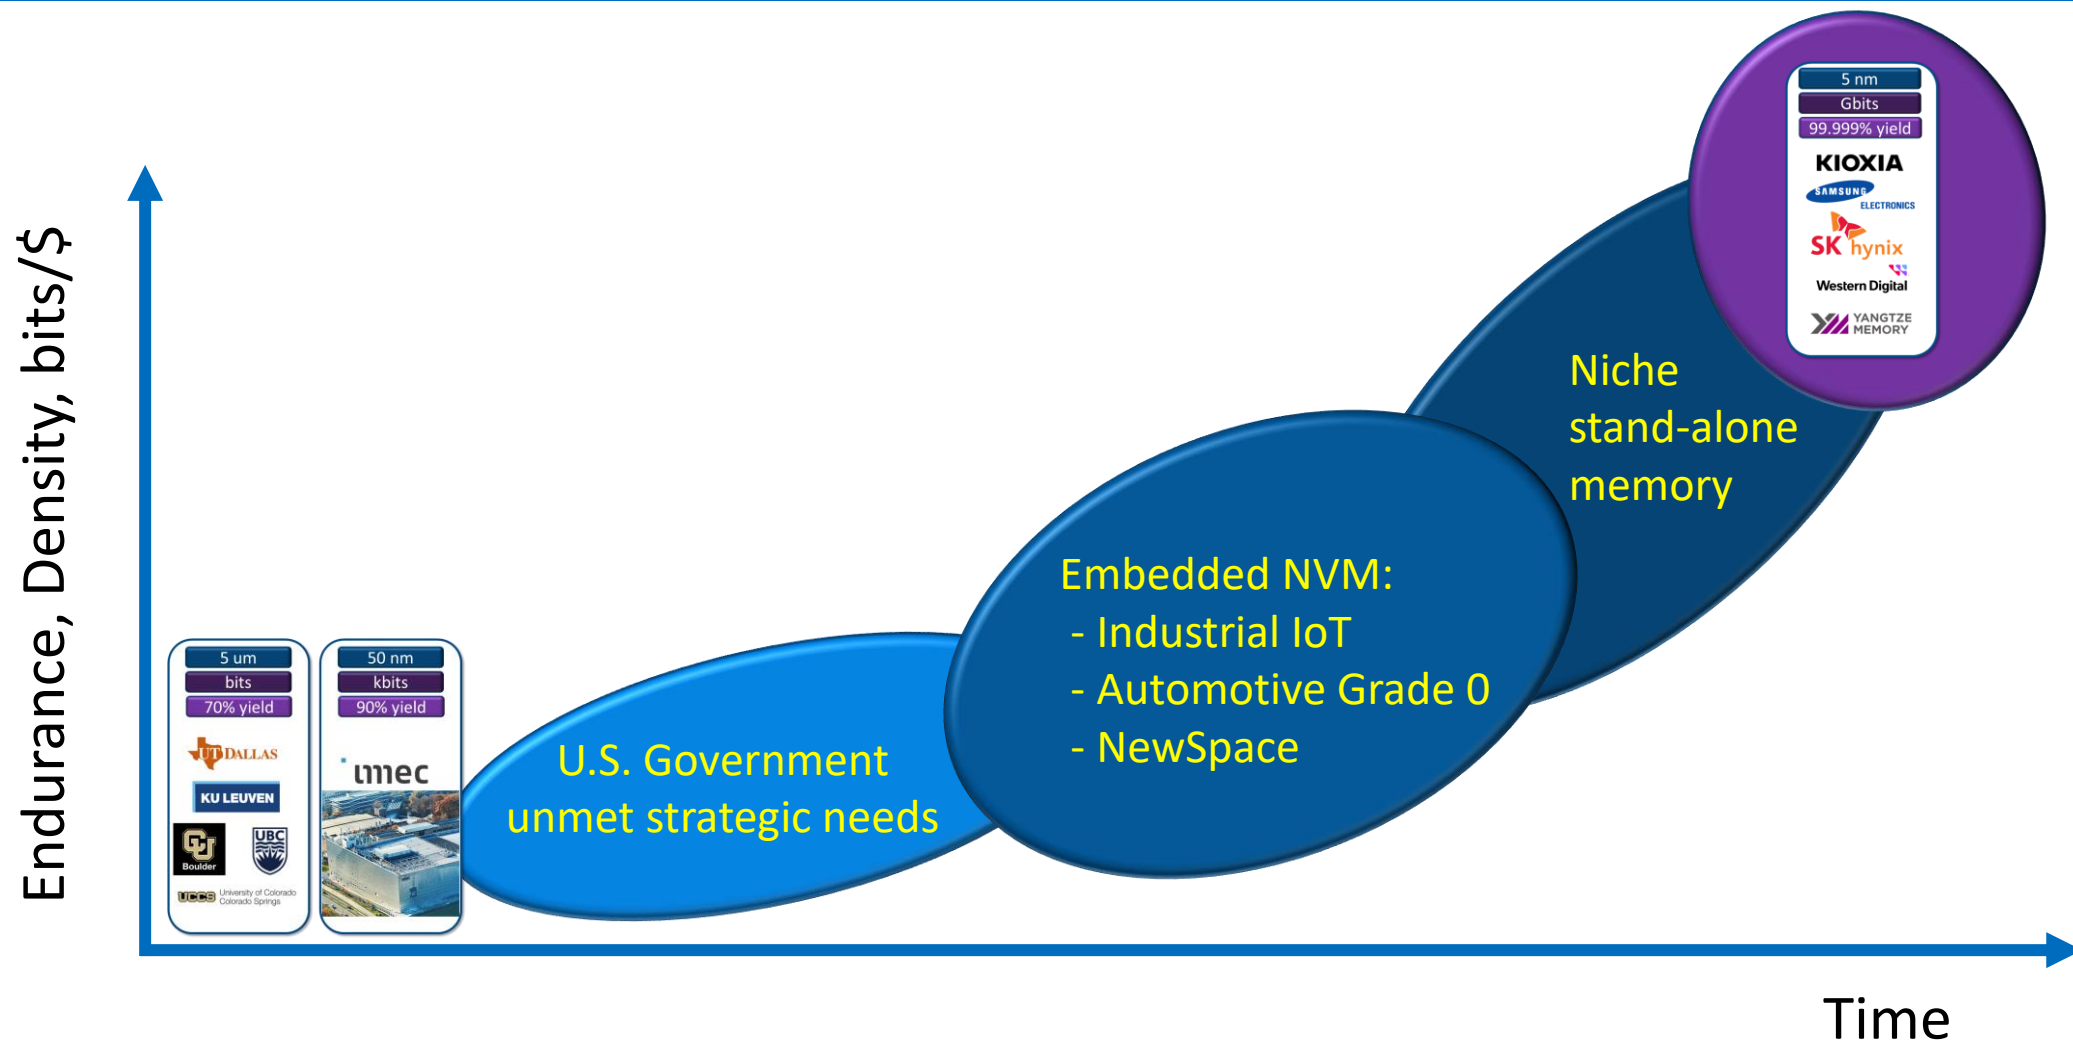 Endurance, Density, bits/$
5 um
bits
70% yield
UT DALLAS
KU LEUVEN
CU
Boulder
UBC
UCCS
University of Colorado
Colorado Springs
50 nm
kbits
90% yield
imec
U.S. Government
unmet strategic needs
Embedded NVM:
- Industrial IoT
- Automotive Grade 0
- NewSpace
Niche
stand-alone
memory
5 nm
Gbits
99.999% yield
KIOXIA
SAMSUNG
ELECTRONICS
SK hynix
Western Digital
YANGTZE
MEMORY
Time